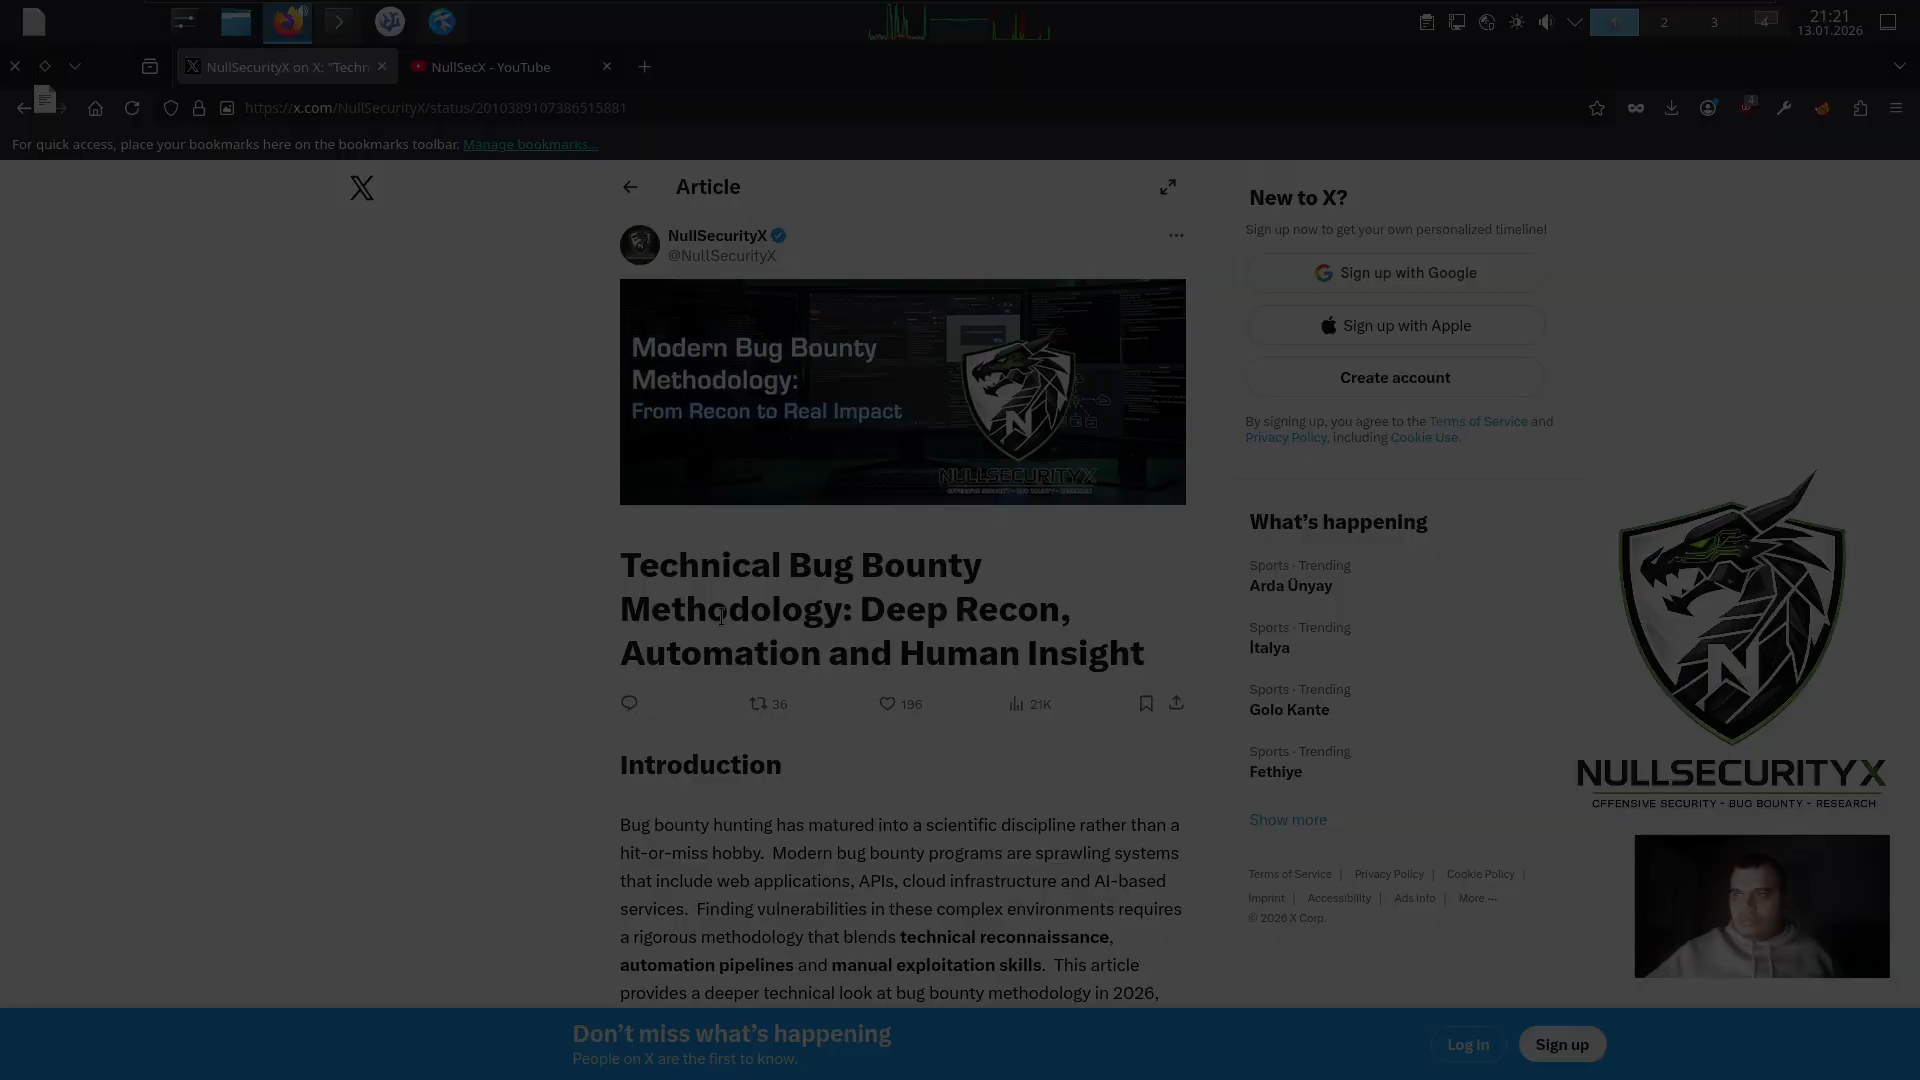 1
2
3
4
21:21
13.01.2026
NullSecurityX on X: "Techn
NullSecX - YouTube
https://x.com/NullSecurityX/status/2010389107386515881
4
For quick access, place your bookmarks here on the bookmarks toolbar. Manage bookmarks...
Article
NullSecurityX
@NullSecurityX
Modern Bug Bounty
Methodology:
From Recon to Real Impact
N
NULLSECURITYX
OFFENSIVE SECURITY - BUG BOUNTY - RESEARCH
Technical Bug Bounty
Methodology: Deep Recon,
Automation and Human Insight
36
196
21K
Introduction
Bug bounty hunting has matured into a scientific discipline rather than a
hit-or-miss hobby. Modern bug bounty programs are sprawling systems
that include web applications, APIs, cloud infrastructure and AI-based
services. Finding vulnerabilities in these complex environments requires
a rigorous methodology that blends technical reconnaissance,
automation pipelines and manual exploitation skills. This article
provides a deeper technical look at bug bounty methodology in 2026,
New to X?
Sign up now to get your own personalized timeline!
Sign up with Google
Sign up with Apple
Create account
By signing up, you agree to the Terms of Service and
Privacy Policy, including Cookie Use.
What's happening
Sports · Trending
Arda Ünyay
Sports · Trending
İtalya
Sports · Trending
Golo Kante
Sports · Trending
Fethiye
Show more
Terms of Service | Privacy Policy | Cookie Policy |
Imprint | Accessibility | Ads info | More ···
© 2026 X Corp.
N
NULLSECURITYX
OFFENSIVE SECURITY - BUG BOUNTY - RESEARCH
Don't miss what's happening
People on X are the first to know.
Log in
Sign up